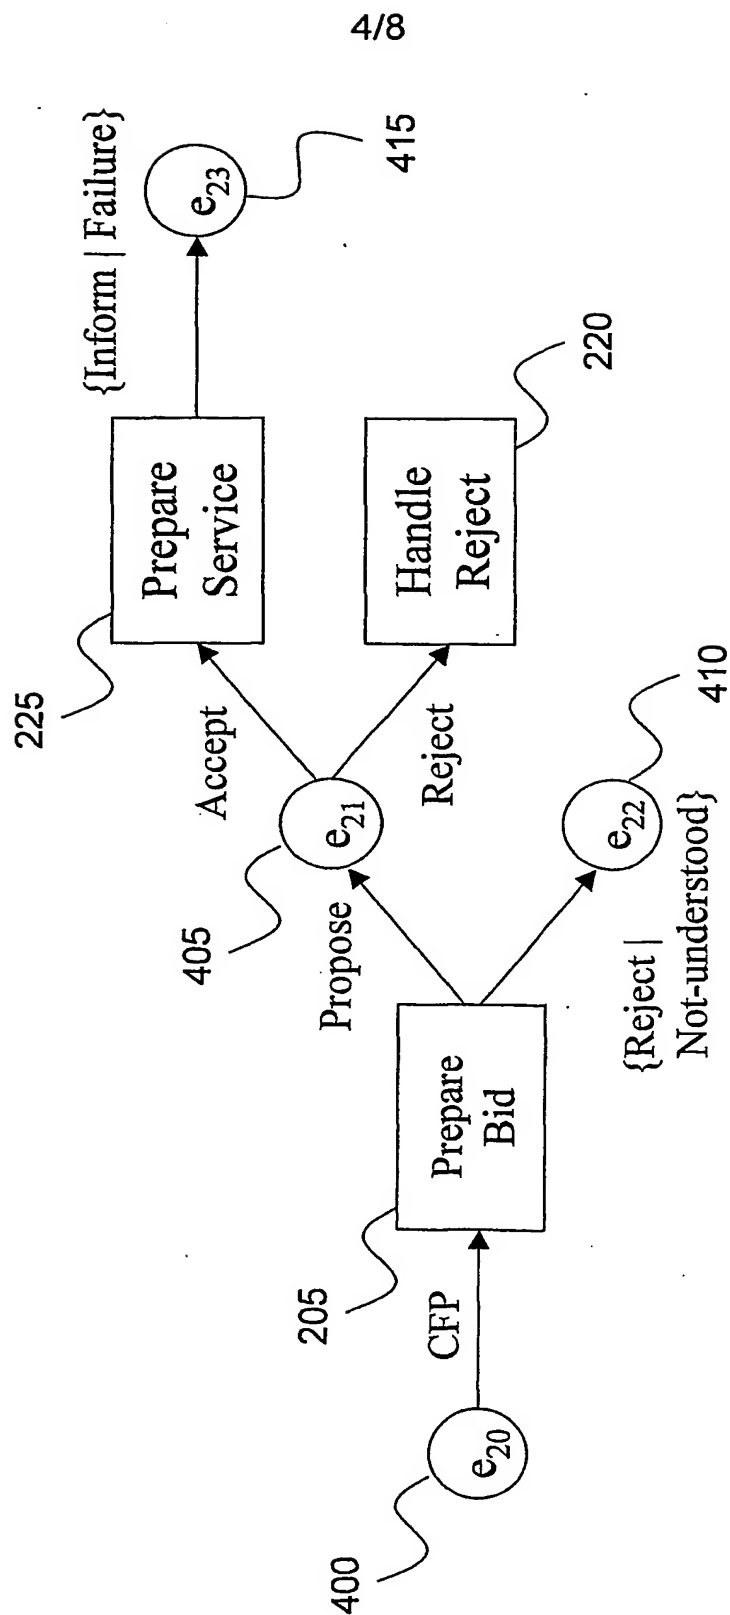 4/8
400
e20
CFP
205
Prepare
Bid
Propose
{Reject |
Not-understood}
405
e21
e22
410
Accept
Reject
225
Prepare
Service
Handle
Reject
220
{Inform | Failure}
e23
415